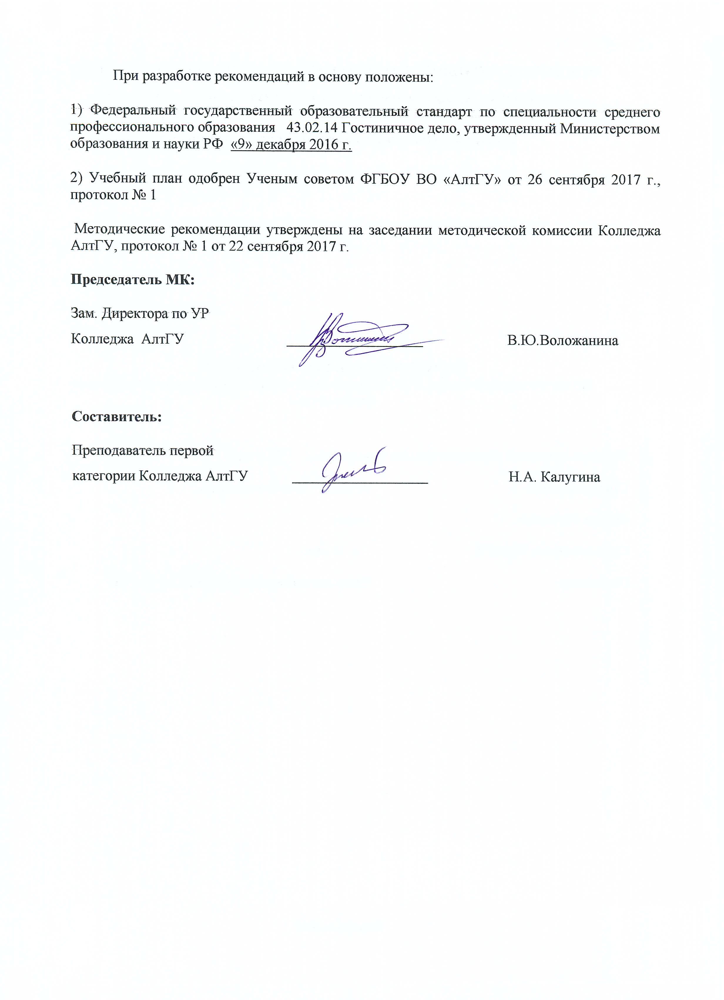 При разработке рекомендаций в основу положены:
1) Федеральный государственный образовательный стандарт по специальности среднего
профессионального образования 43.02.14 Гостиничное дело, утвержденный Министерством
образования и науки РФ «9» декабря 2016 г.
2) Учебный план одобрен Ученым советом ФГБОУ ВО «АлтГУ» от 26 сентября 2017 г.,
протокол № 1
Методические рекомендации утверждены на заседании методической комиссии Колледжа
АлтГУ, протокол № 1 от 22 сентября 2017 г.
Председатель МК:
Зам. Директора по УР
Колледжа АлтГУ В.Ю.Воложанина
Составитель:
Преподаватель первой
категории Колледжа АлтГУ Н.А. Калугина